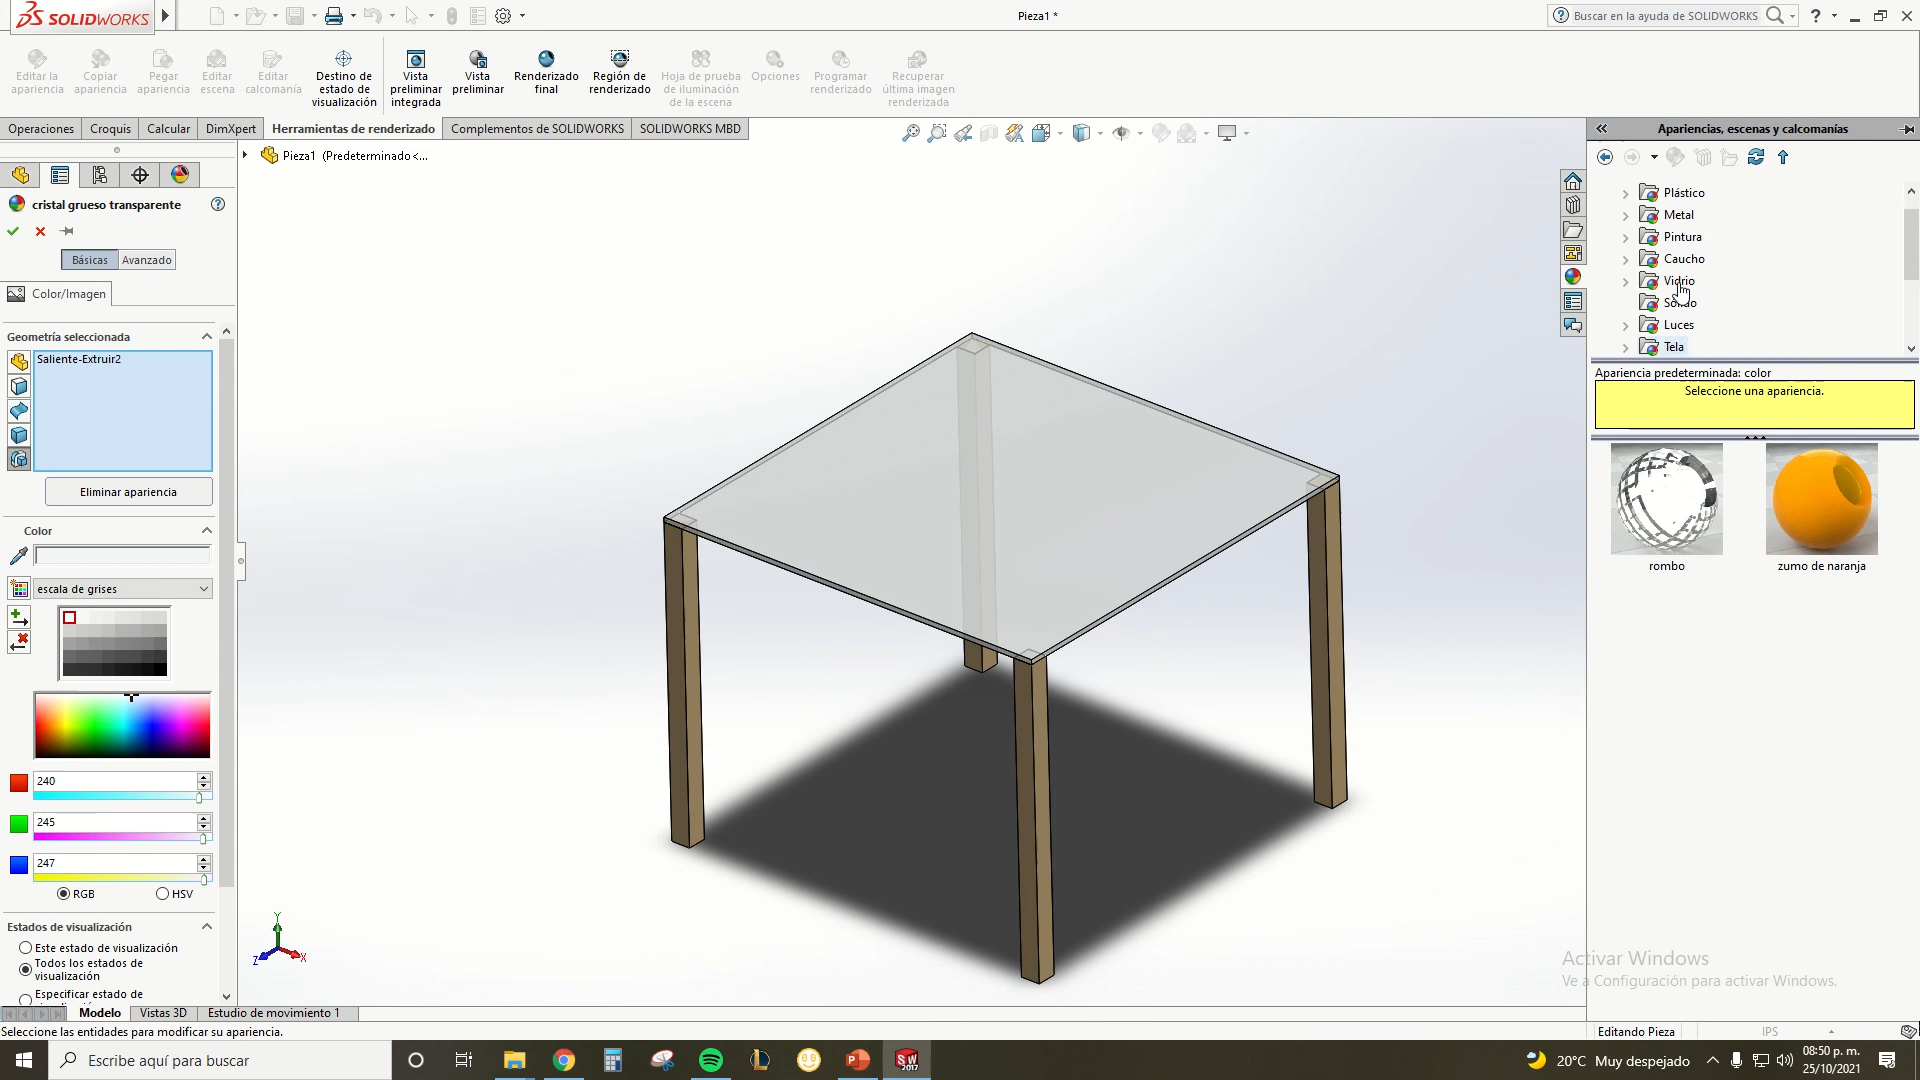 SOLIDWORKS
Pieza1 *
Buscar en la ayuda de SOLIDWORKS
Editar la apariencia
Copiar apariencia
Pegar apariencia
Editar escena
Editar calcomanía
Destino de estado de visualización
Vista preliminar integrada
Vista preliminar
Renderizado final
Región de renderizado
Hoja de prueba de iluminación de la escena
Opciones
Programar renderizado
Recuperar última imagen renderizada
Operaciones
Croquis
Calcular
DimXpert
Herramientas de renderizado
Complementos de SOLIDWORKS
SOLIDWORKS MBD
Pieza1 (Predeterminado<...
cristal grueso transparente
Básicas
Avanzado
Color/Imagen
Geometría seleccionada
Saliente-Extruir2
Eliminar apariencia
Color
escala de grises
240
245
247
RGB
HSV
Estados de visualización
Este estado de visualización
Todos los estados de
visualización
Especificar estado de
Y
Z
X
Apariencias, escenas y calcomanías
Plástico
Metal
Pintura
Caucho
Vidrio
Luces
Tela
Apariencia predeterminada: color
Seleccione una apariencia.
rombo
zumo de naranja
Activar Windows
Ve a Configuración para activar Windows.
Modelo
Vistas 3D
Estudio de movimiento 1
Seleccione las entidades para modificar su apariencia.
Editando Pieza
IPS
Escribe aquí para buscar
SW
2017
20°C Muy despejado
08:50 p. m.
25/10/2021